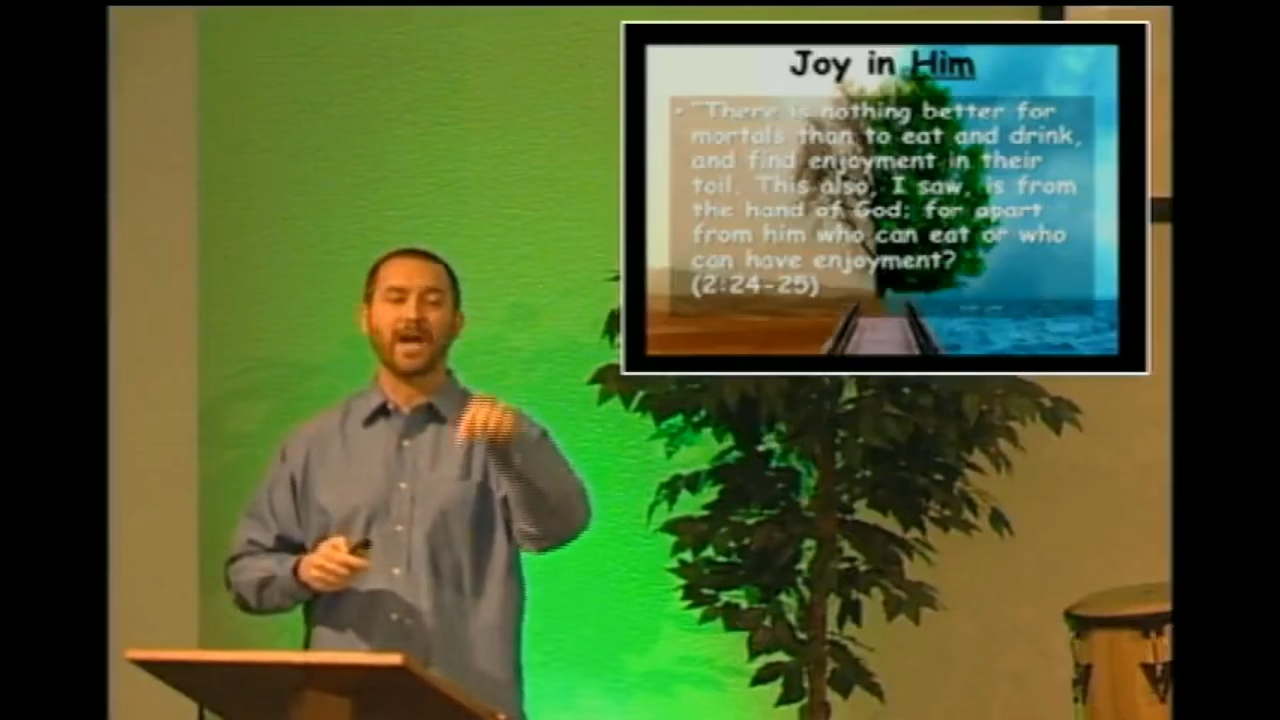 Joy in Him
• "There is nothing better for
mortals than to eat and drink,
and find enjoyment in their
toil. This also, I saw, is from
the hand of God; for apart
from him who can eat or who
can have enjoyment?
(2:24-25)